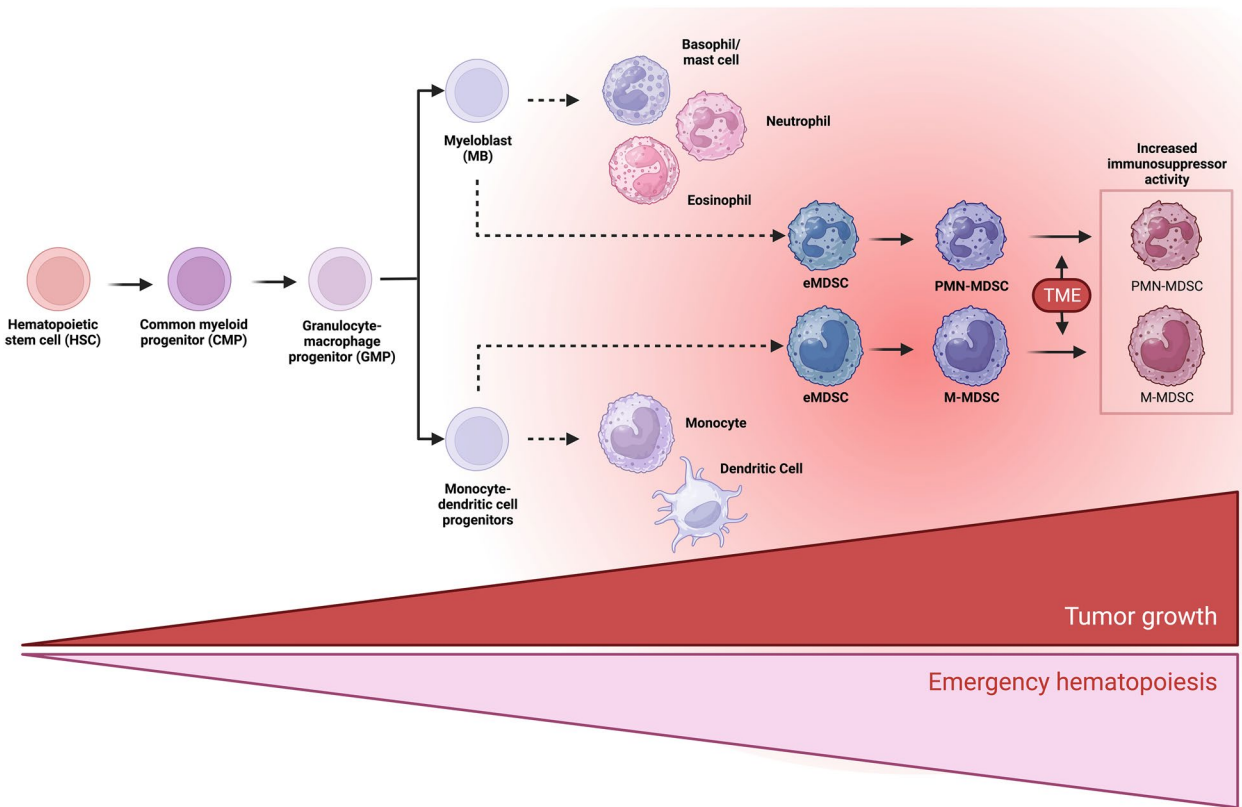 Basophil/
mast cell
Neutrophil
Eosinophil
Myeloblast
(MB)
Increased
immunosuppressor
activity
Hematopoietic
stem cell (HSC)
Common myeloid
progenitor (CMP)
Granulocyte-
macrophage
progenitor (GMP)
eMDSC
PMN-MDSC
TME
PMN-MDSC
eMDSC
M-MDSC
M-MDSC
Monocyte
Dendritic Cell
Monocyte-
dendritic cell
progenitors
Tumor growth
Emergency hematopoiesis